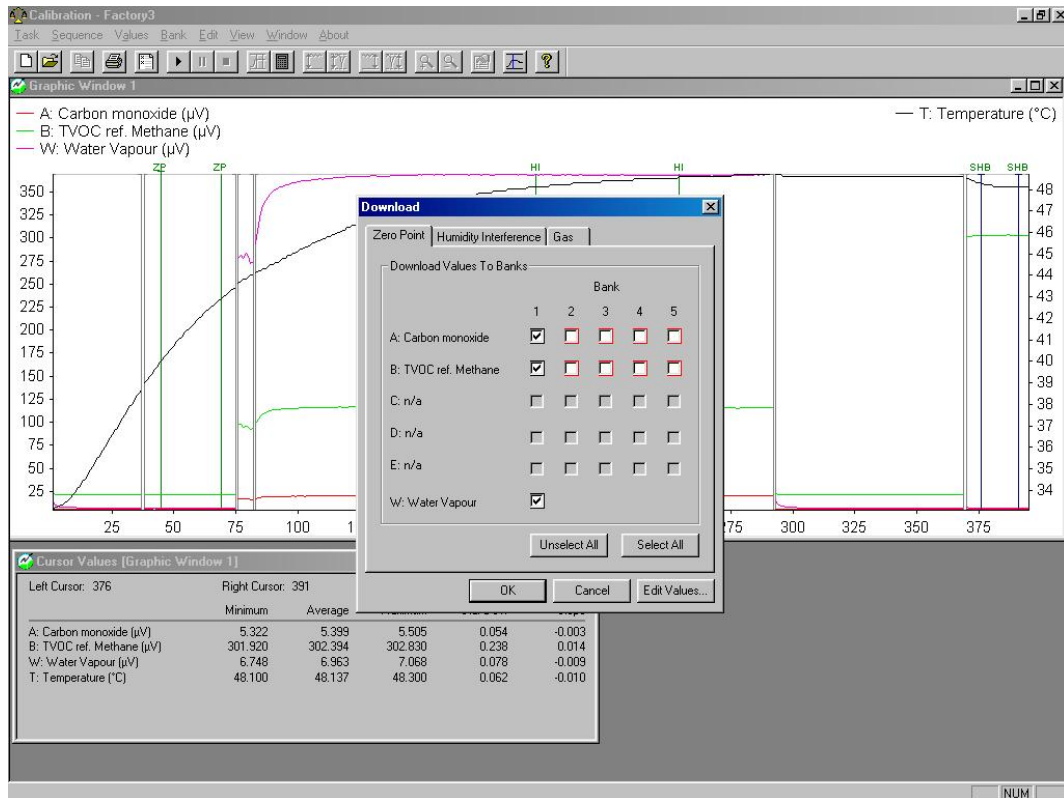 Calibration - Factory3
Task Sequence Values Bank Edit View Window About
Graphic Window 1
A: Carbon monoxide (µV)
B: TVOC ref. Methane (µV)
W: Water Vapour (µV)
T: Temperature (°C)
ZP ZP HI HI SHB SHB
350
325
300
275
250
225
200
175
150
125
100
75
50
25
48
47
46
45
44
43
42
41
40
39
38
37
36
35
34
25 50 75 100 1 275 300 325 350 375
Download
Zero Point Humidity Interference Gas
Download Values To Banks
Bank
1 2 3 4 5
A: Carbon monoxide
B: TVOC ref. Methane
C: n/a
D: n/a
E: n/a
W: Water Vapour
Unselect All Select All
OK Cancel Edit Values...
Cursor Values [Graphic Window 1]
Left Cursor: 376 Right Cursor: 391
Minimum Average
A: Carbon monoxide (µV) 5.322 5.399 5.505 0.054 -0.003
B: TVOC ref. Methane (µV) 301.920 302.394 302.830 0.238 0.014
W: Water Vapour (µV) 6.748 6.963 7.068 0.078 -0.009
T: Temperature (°C) 48.100 48.137 48.300 0.062 -0.010
NUM